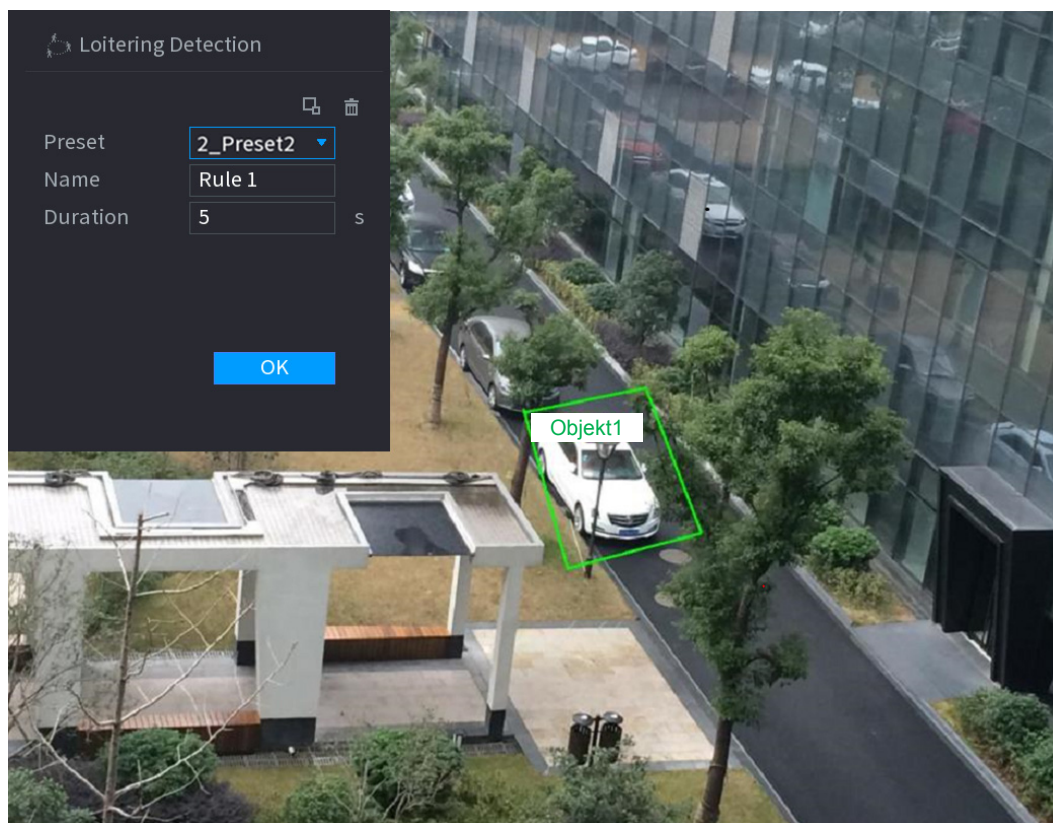 Loitering Detection
Preset 2_Preset2
Name Rule 1
Duration 5 s
OK
Objekt1